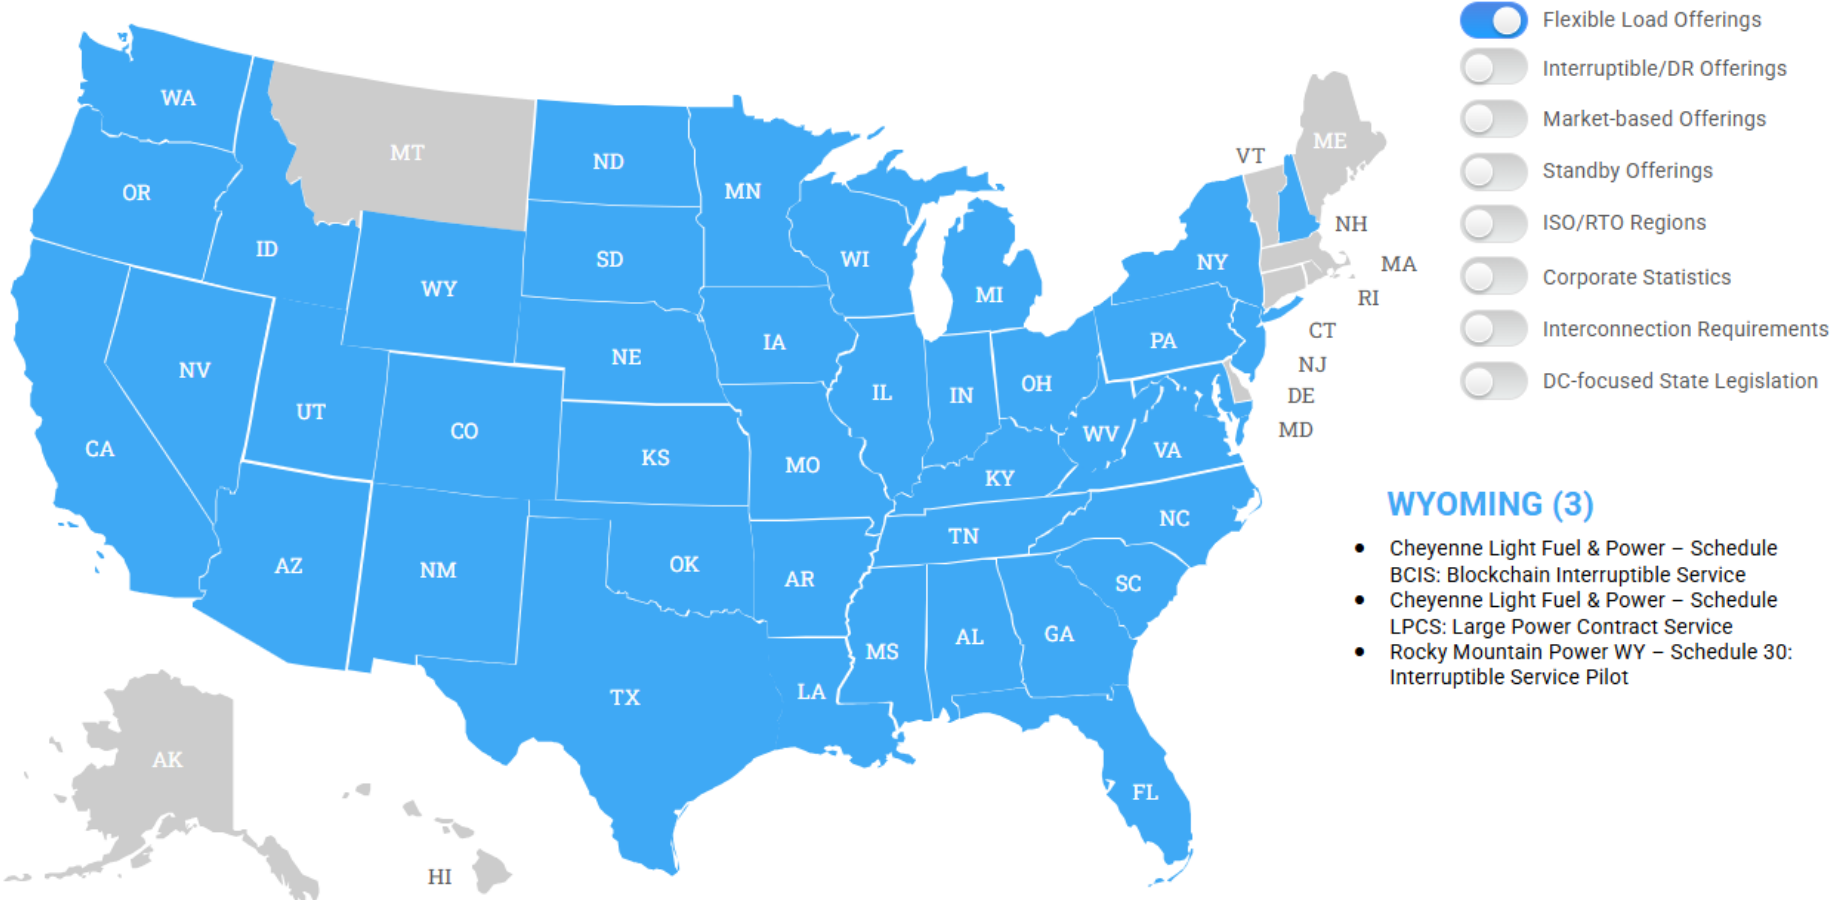 WA
OR
CA
NV
ID
MT
WY
UT
CO
AZ
NM
ND
SD
NE
KS
OK
TX
MN
IA
MO
AR
LA
WI
IL
MI
IN
OH
KY
TN
MS
AL
GA
FL
SC
NC
VA
WV
PA
NY
VT
ME
NH
MA
RI
CT
NJ
DE
MD
AK
HI
Flexible Load Offerings
Interruptible/DR Offerings
Market-based Offerings
Standby Offerings
ISO/RTO Regions
Corporate Statistics
Interconnection Requirements
DC-focused State Legislation
WYOMING (3)
● Cheyenne Light Fuel & Power – Schedule
BCIS: Blockchain Interruptible Service
● Cheyenne Light Fuel & Power – Schedule
LPCS: Large Power Contract Service
● Rocky Mountain Power WY – Schedule 30:
Interruptible Service Pilot